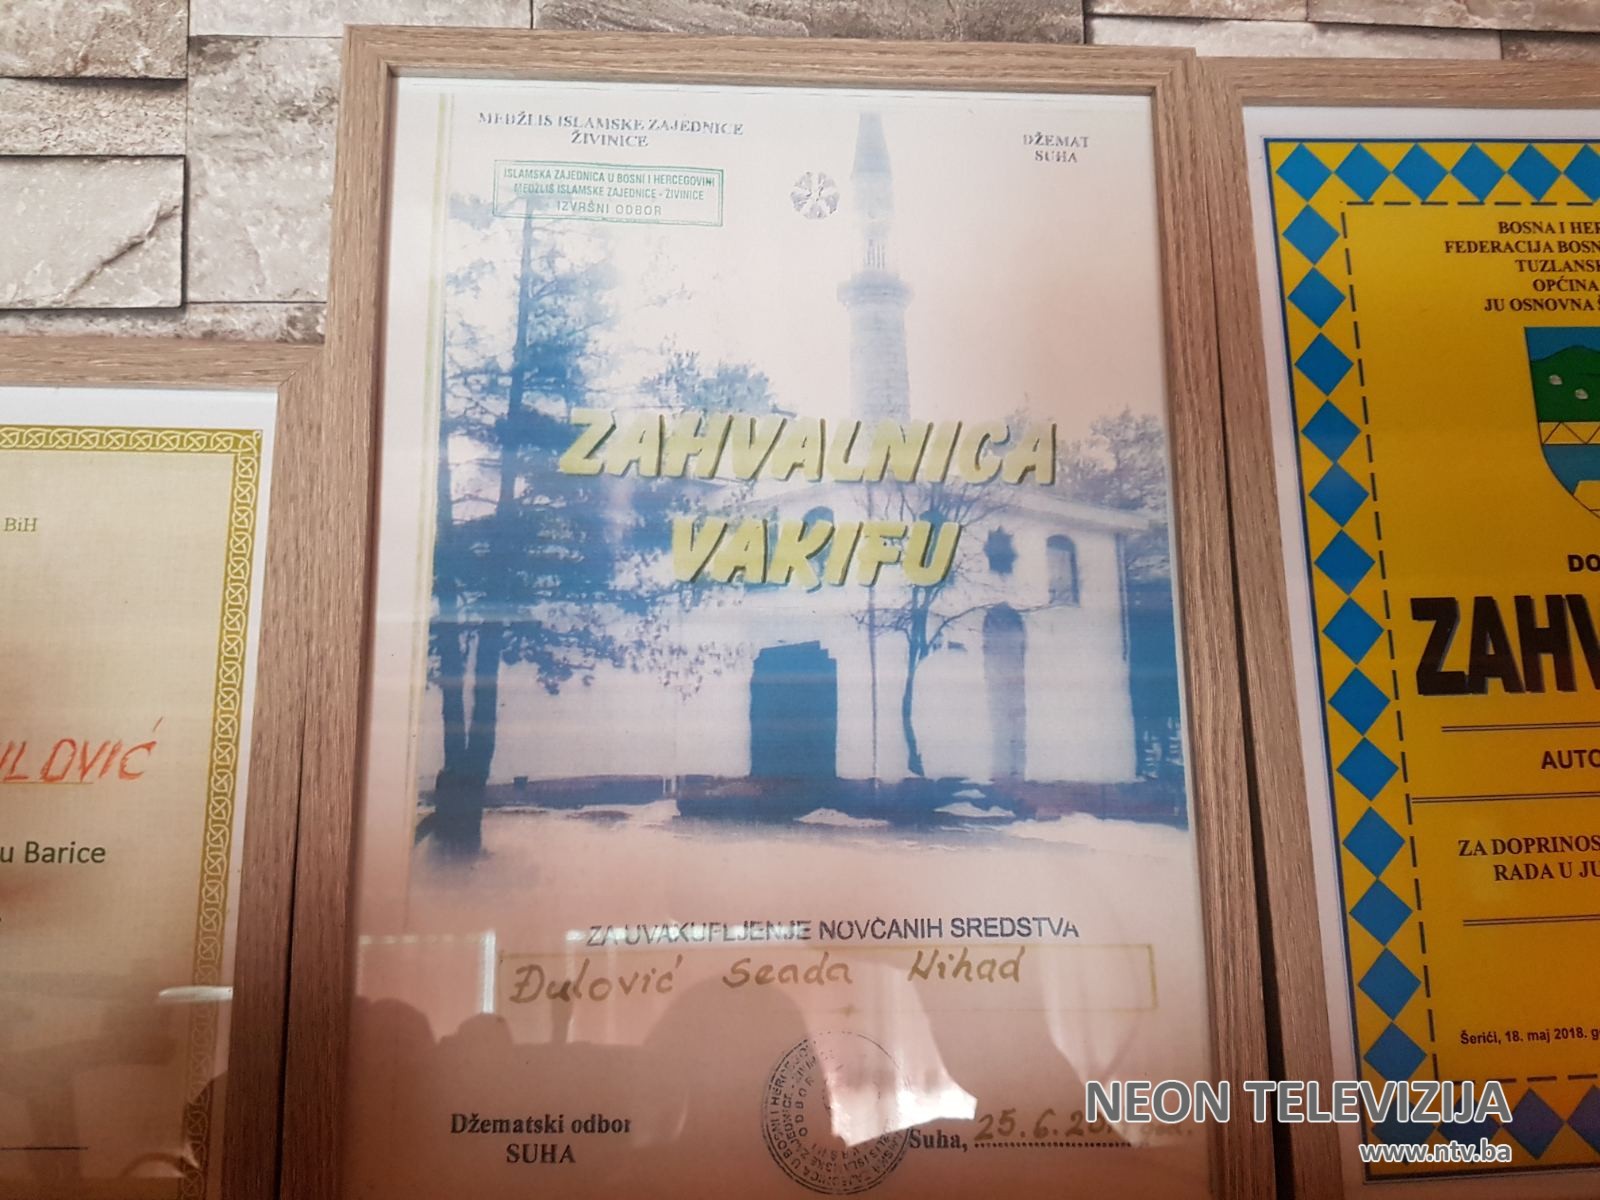 MEDŽLIS ISLAMSKE ZAJEDNICE
ŽIVINICE
DŽEMAT
SUHA
ISLAMSKA ZAJEDNICA U BOSNI I HERCEGOVINI
MEDŽLIS ISLAMSKE ZAJEDNICE - ŽIVINICE
IZVRŠNI ODBOR
ZAHVALNICA
VAKIFU
ZA UVAKUFLJENJE NOVČANIH SREDSTVA
Đulović Seada Nihad
Džematski odbor
SUHA
Suha, 25. 6.
BiH
LOVIĆ
u Barice
BOSNA I HER
FEDERACIJA BOSN
TUZLANSK
OPĆINA
JU OSNOVNA
DO
ZAHV
AUTO
ZA DOPRINOS
RADA U JU
Šerići, 18. maj 2018. g
NEON TELEVIZIJA
www.ntv.ba